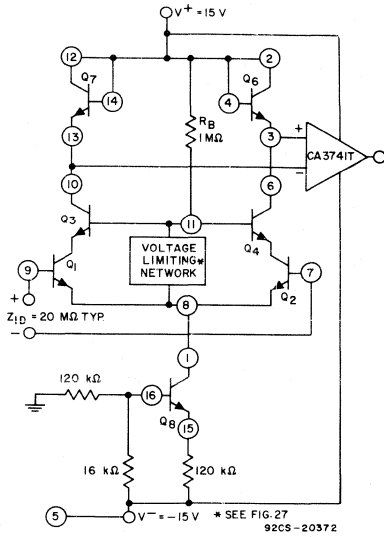 V+ = 15 V
12
2
Q7
Q6
14
4
RB
1 MΩ
13
3
+
CA3741T
-
10
6
11
Q3
Q4
VOLTAGE
LIMITING*
NETWORK
9
Q1
Q2
7
+
8
ZID = 20 MΩ TYP.
-
1
120 kΩ
16
Q8
15
16 kΩ
120 kΩ
5
V- = -15 V
* SEE FIG. 27
92CS-20372